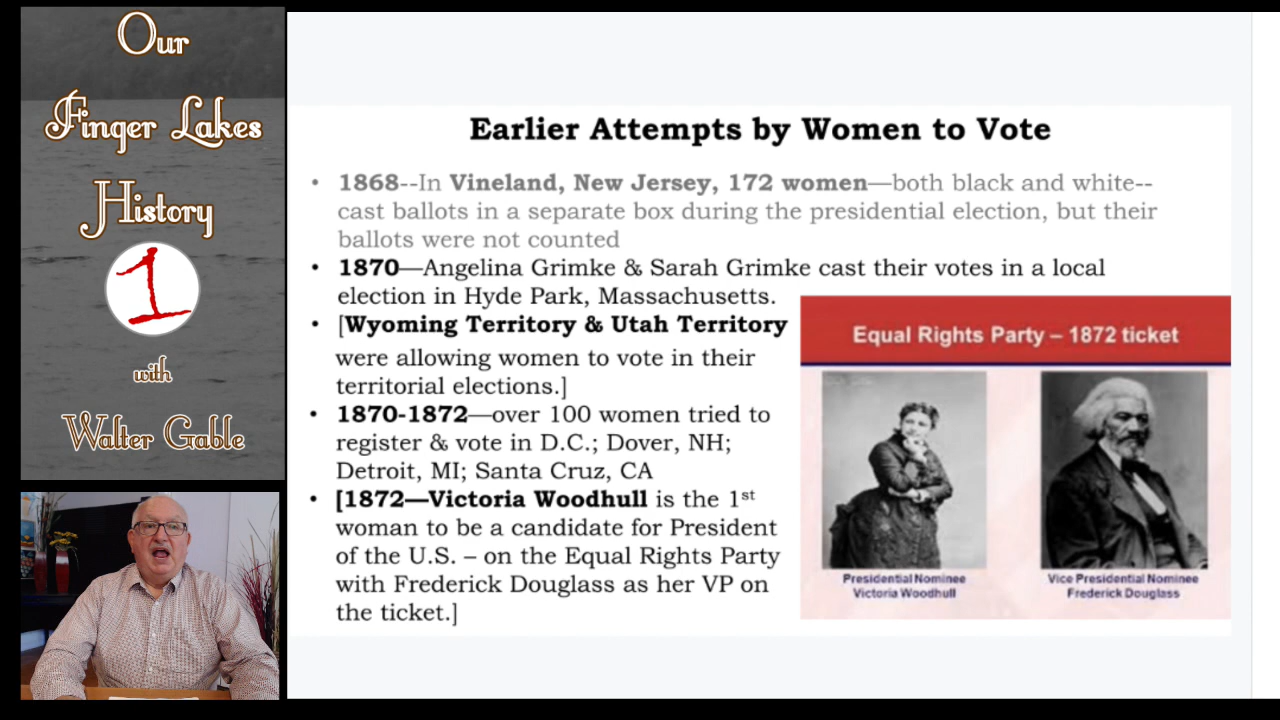 Our
Finger Lakes
History
1
with
Walter Gable
Earlier Attempts by Women to Vote
• 1868--In Vineland, New Jersey, 172 women—both black and white--
cast ballots in a separate box during the presidential election, but their
ballots were not counted
• 1870—Angelina Grimke & Sarah Grimke cast their votes in a local
election in Hyde Park, Massachusetts.
• [Wyoming Territory & Utah Territory
were allowing women to vote in their
territorial elections.]
• 1870-1872—over 100 women tried to
register & vote in D.C.; Dover, NH;
Detroit, MI; Santa Cruz, CA
• [1872—Victoria Woodhull is the 1st
woman to be a candidate for President
of the U.S. – on the Equal Rights Party
with Frederick Douglass as her VP on
the ticket.]
Equal Rights Party – 1872 ticket
Presidential Nominee
Victoria Woodhull
Vice Presidential Nominee
Frederick Douglass